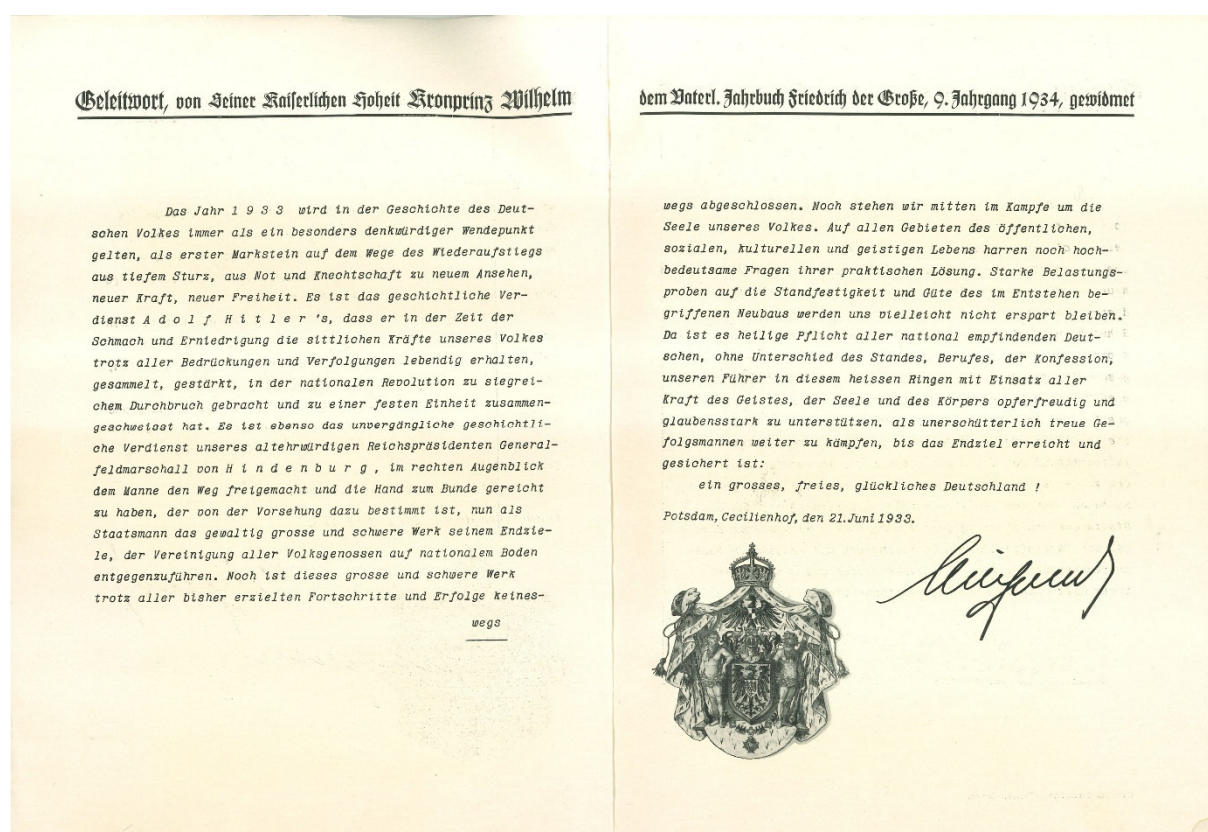 Geleitwort, von Seiner Kaiserlichen Hoheit Kronprinz Wilhelm
Das Jahr 1 9 3 3 wird in der Geschichte des Deut-
schen Volkes immer als ein besonders denkwürdiger Wendepunkt
gelten, als erster Markstein auf dem Wege des Wiederaufstiegs
aus tiefem Sturz, aus Not und Knechtschaft zu neuem Ansehen,
neuer Kraft, neuer Freiheit. Es ist das geschichtliche Ver-
dienst A d o l f H i t l e r 's, dass er in der Zeit der
Schmach und Erniedrigung die sittlichen Kräfte unseres Volkes
trotz aller Bedrückungen und Verfolgungen lebendig erhalten,
gesammelt, gestärkt, in der nationalen Revolution zu siegrei-
chem Durchbruch gebracht und zu einer festen Einheit zusammen-
geschweisst hat. Es ist ebenso das unvergängliche geschichtli-
che Verdienst unseres altehrwürdigen Reichspräsidenten General-
feldmarschall von H i n d e n b u r g , im rechten Augenblick
dem Manne den Weg freigemacht und die Hand zum Bunde gereicht
zu haben, der von der Vorsehung dazu bestimmt ist, nun als
Staatsmann das gewaltig grosse und schwere Werk seinem Endzie-
le, der Vereinigung aller Volksgenossen auf nationalem Boden
entgegenzuführen. Noch ist dieses grosse und schwere Werk
trotz aller bisher erzielten Fortschritte und Erfolge keines-
wegs
dem Vaterl. Jahrbuch Friedrich der Große, 9. Jahrgang 1934, gewidmet
wegs abgeschlossen. Noch stehen wir mitten im Kampfe um die
Seele unseres Volkes. Auf allen Gebieten des öffentlichen,
sozialen, kulturellen und geistigen Lebens harren noch hoch-
bedeutsame Fragen ihrer praktischen Lösung. Starke Belastungs-
proben auf die Standfestigkeit und Güte des im Entstehen be-
griffenen Neubaus werden uns vielleicht nicht erspart bleiben.
Da ist es heilige Pflicht aller national empfindenden Deut-
schen, ohne Unterschied des Standes, Berufes, der Konfession,
unseren Führer in diesem heissen Ringen mit Einsatz aller
Kraft des Geistes, der Seele und des Körpers opferfreudig und
glaubensstark zu unterstützen. als unerschütterlich treue Ge-
folgsmannen weiter zu kämpfen, bis das Endziel erreicht und
gesichert ist:
ein grosses, freies, glückliches Deutschland !
Potsdam, Cecilienhof, den 21.Juni 1933.